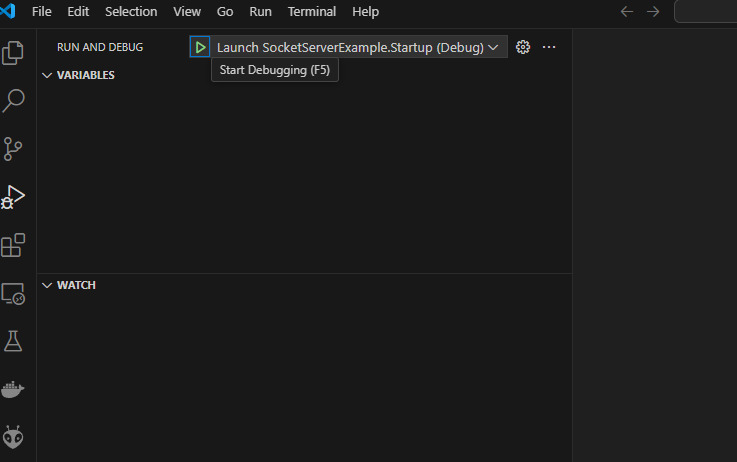 File Edit Selection View Go Run Terminal Help
RUN AND DEBUG Launch SocketServerExample.Startup (Debug)
Start Debugging (F5)
VARIABLES
WATCH